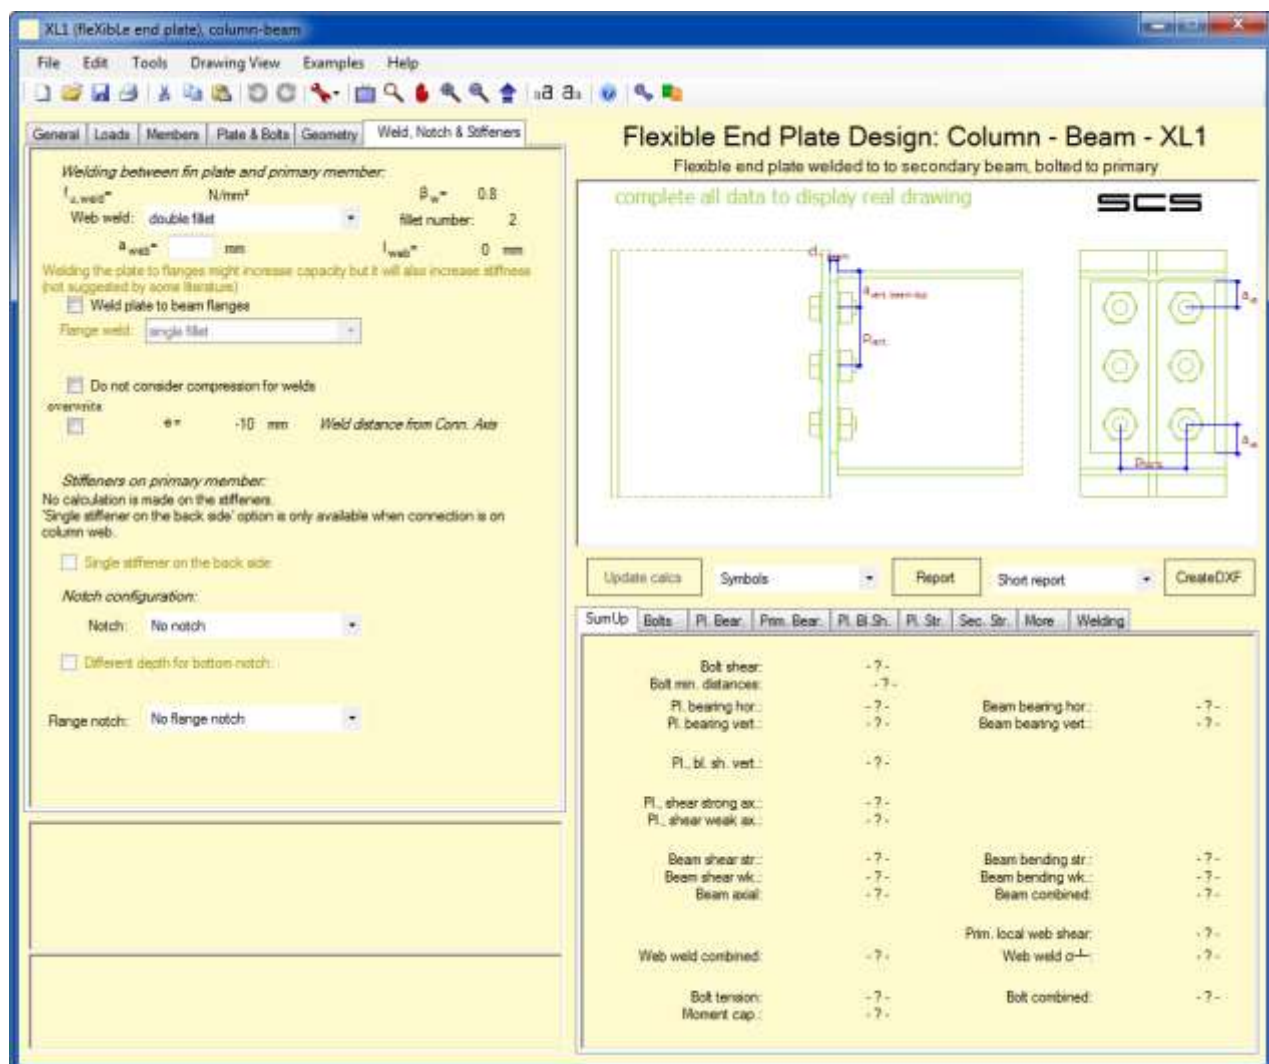 XL1 (fleXibLe end plate), column-beam
File Edit Tools Drawing View Examples Help
General Loads Members Plate & Bolts Geometry Weld, Notch & Stiffeners
Welding between fin plate and primary member:
f u,weld= N/mm² βw= 0.8
Web weld: double fillet fillet number: 2
a web= mm l web= 0 mm
Welding the plate to flanges might increase capacity but it will also increase stiffness
(not suggested by some literature)
Weld plate to beam flanges
Flange weld: single fillet
Do not consider compression for welds
overwrite
e= -10 mm Weld distance from Conn. Axis
Stiffeners on primary member:
No calculation is made on the stiffeners.
'Single stiffener on the back side' option is only available when connection is on
column web.
Single stiffener on the back side
Notch configuration:
Notch: No notch
Different depth for bottom notch:
Flange notch: No flange notch
Flexible End Plate Design: Column - Beam - XL1
Flexible end plate welded to to secondary beam, bolted to primary
complete all data to display real drawing
SCS
a vert. beam-top
P vert.
P horiz
Update calcs Symbols Report Short report CreateDXF
SumUp Bolts Pl. Bear. Prim. Bear. Pl. Bl.Sh. Pl. Str. Sec. Str. More Welding
Bolt shear: -?-
Bolt min. distances: -?-
Pl. bearing hor.: -?- Beam bearing hor.: -?-
Pl. bearing vert.: -?- Beam bearing vert.: -?-
Pl., bl. sh. vert.: -?-
Pl., shear strong ax.: -?-
Pl., shear weak ax.: -?-
Beam shear str.: -?- Beam bending str.: -?-
Beam shear wk.: -?- Beam bending wk.: -?-
Beam axial: -?- Beam combined: -?-
Prim. local web shear: -?-
Web weld combined: -?- Web weld σ┴: -?-
Bolt tension: -?- Bolt combined: -?-
Moment cap.: -?-